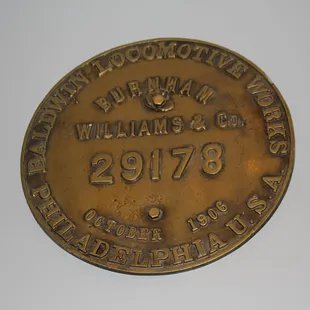 BALDWIN LOCOMOTIVE WORKS
BURNHAM
WILLIAMS & Co.
29178
OCTOBER 1906
PHILADELPHIA U.S.A.